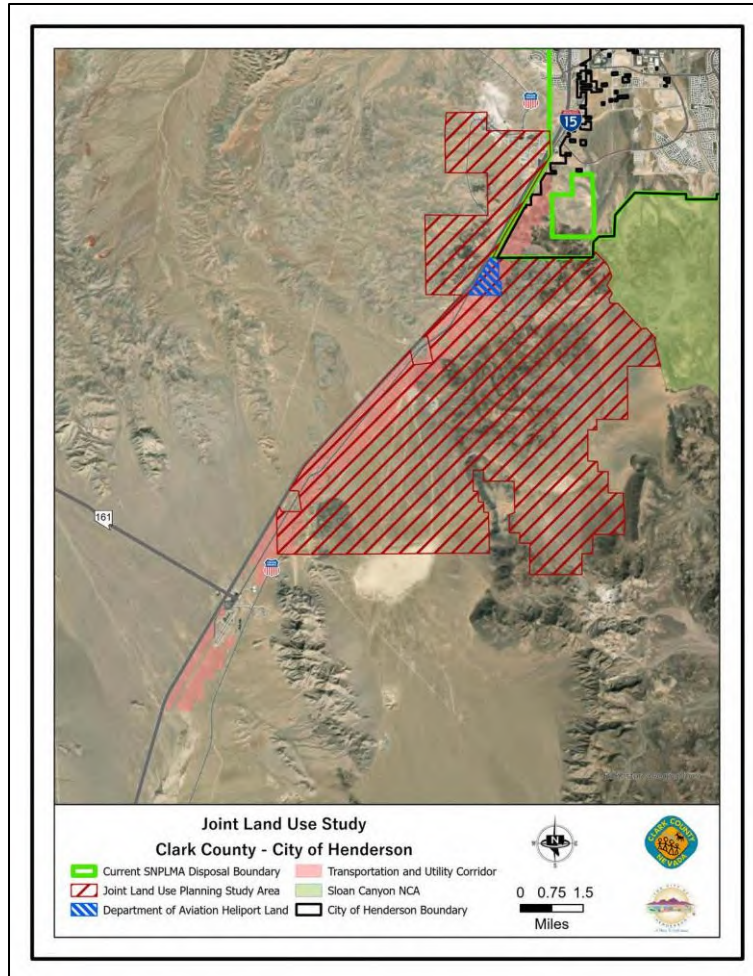 15
161
Joint Land Use Study
Clark County - City of Henderson
Current SNPLMA Disposal Boundary
Transportation and Utility Corridor
Joint Land Use Planning Study Area
Sloan Canyon NCA
Department of Aviation Heliport Land
City of Henderson Boundary
N
0 0.75 1.5
Miles
CLARK COUNTY
NEVADA